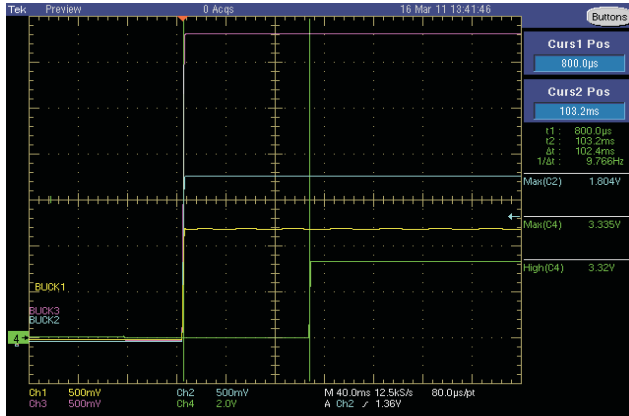 Tek Preview 0 Acqs 16 Mar 11 13:41:46
Buttons
Curs1 Pos
800.0µs
Curs2 Pos
103.2ms
t1 : 800.0µs
t2 : 103.2ms
Δt : 102.4ms
1/Δt : 9.766Hz
Max(C2) 1.804V
Max(C4) 3.335V
High(C4) 3.32V
BUCK1
BUCK3
BUCK2
4
Ch1 500mV Ch2 500mV M 40.0ms 12.5kS/s 80.0µs/pt
Ch3 500mV Ch4 2.0V A Ch2 / 1.36V